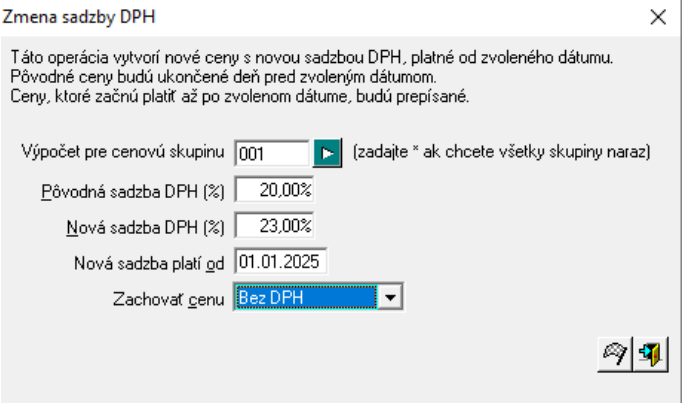 Zmena sadzby DPH
Táto operácia vytvorí nové ceny s novou sadzbou DPH, platné od zvoleného dátumu.
Pôvodné ceny budú ukončené deň pred zvoleným dátumom.
Ceny, ktoré začnú platiť až po zvolenom dátume, budú prepísané.
Výpočet pre cenovú skupinu 001 (zadajte * ak chcete všetky skupiny naraz)
Pôvodná sadzba DPH (%) 20,00%
Nová sadzba DPH (%) 23,00%
Nová sadzba platí od 01.01.2025
Zachovať cenu Bez DPH